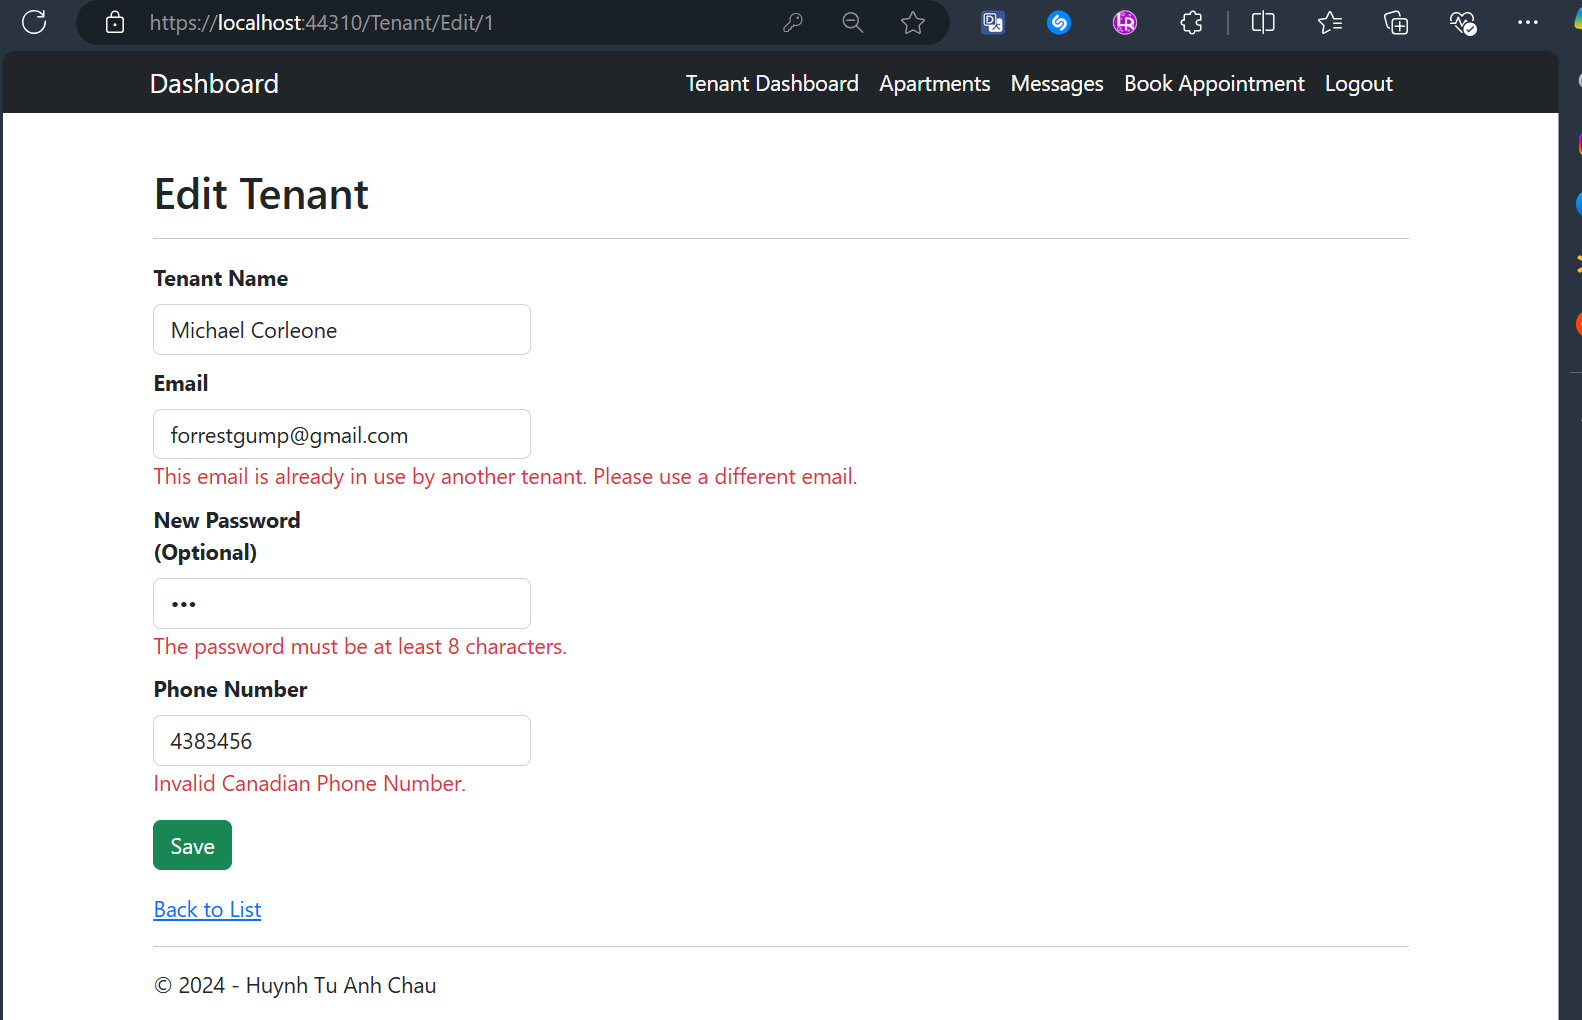 https://localhost:44310/Tenant/Edit/1
Dashboard
Tenant Dashboard Apartments Messages Book Appointment Logout
Edit Tenant
Tenant Name
Michael Corleone
Email
forrestgump@gmail.com
This email is already in use by another tenant. Please use a different email.
New Password
(Optional)
•••
The password must be at least 8 characters.
Phone Number
4383456
Invalid Canadian Phone Number.
Save
Back to List
© 2024 - Huynh Tu Anh Chau